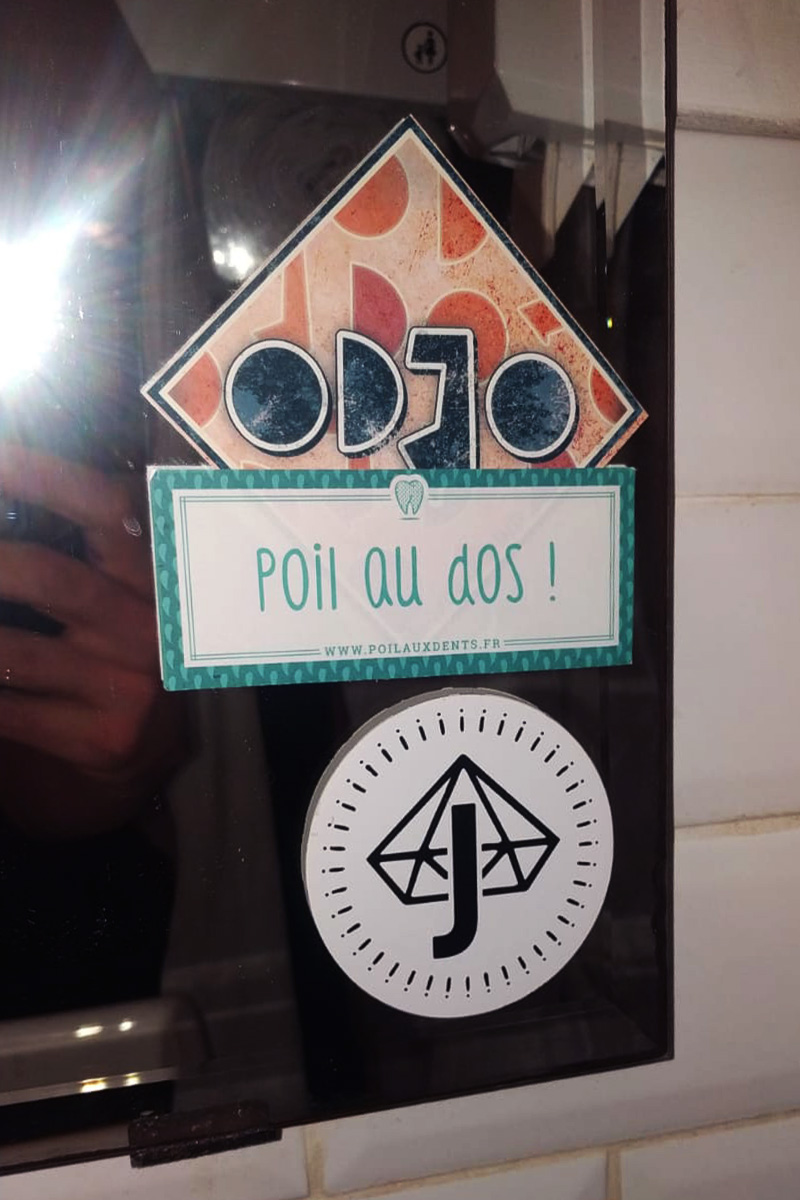 ODJO
Poil au dos !
WWW.POILAUXDENTS.FR
J